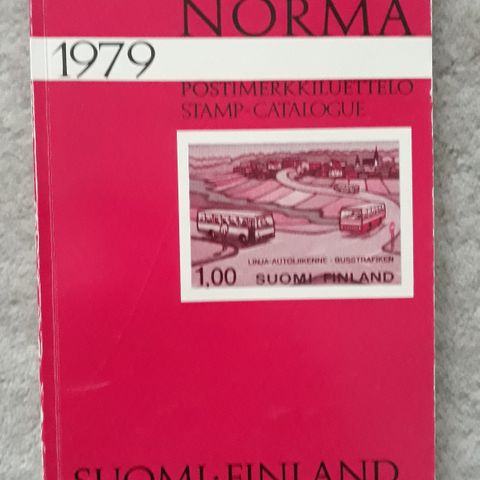 NORMA
1979
POSTIMERKKILUETTELO
STAMP-CATALOGUE
LINJA-AUTOLIIKENNE - BUSSTRAFIKEN
1,00 SUOMI FINLAND
SUOMI·FINLAND